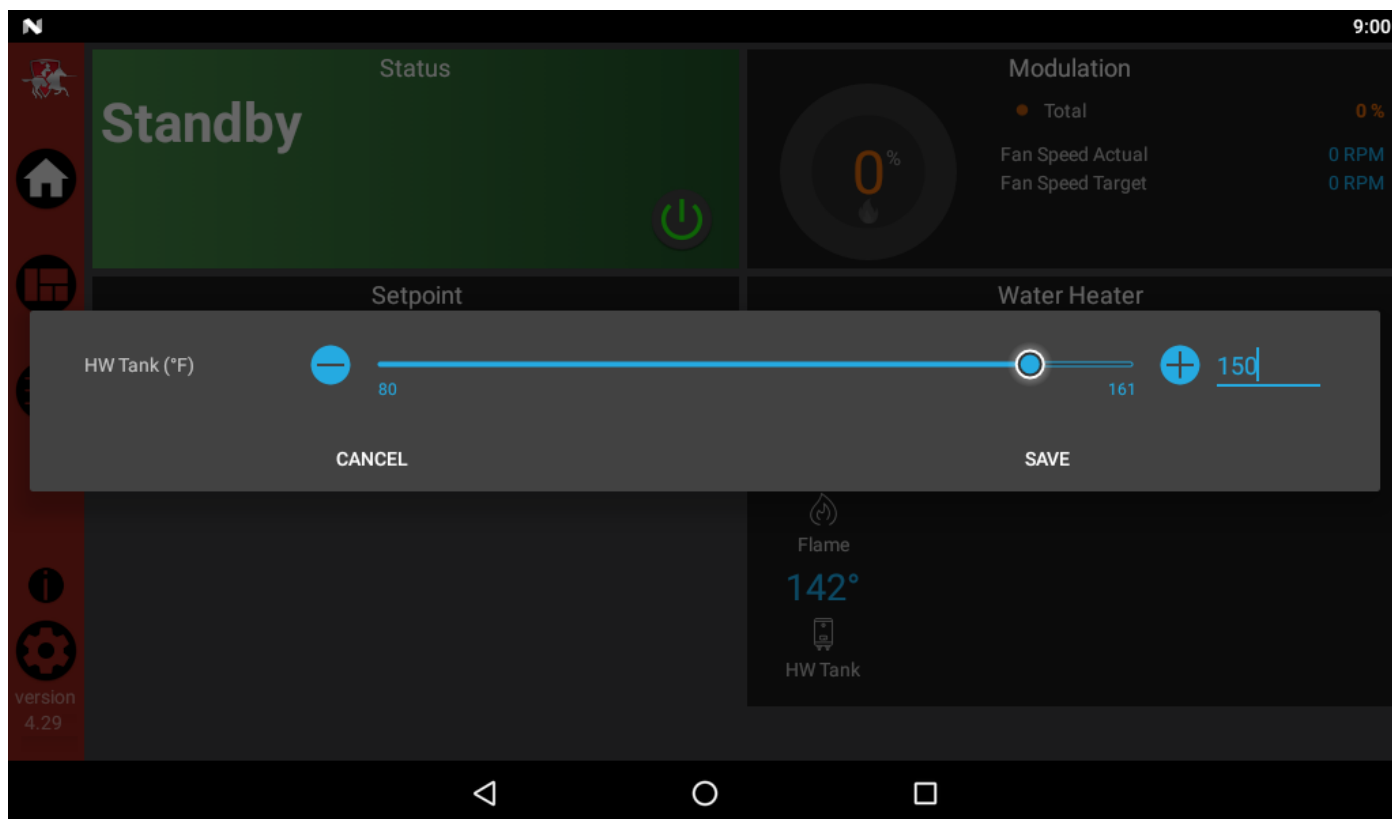 9:00
Status
Standby
Modulation
Total 0 %
0 %
Fan Speed Actual 0 RPM
Fan Speed Target 0 RPM
Setpoint
Water Heater
HW Tank (°F)
80
161
150
CANCEL
SAVE
Flame
142°
HW Tank
version
4.29